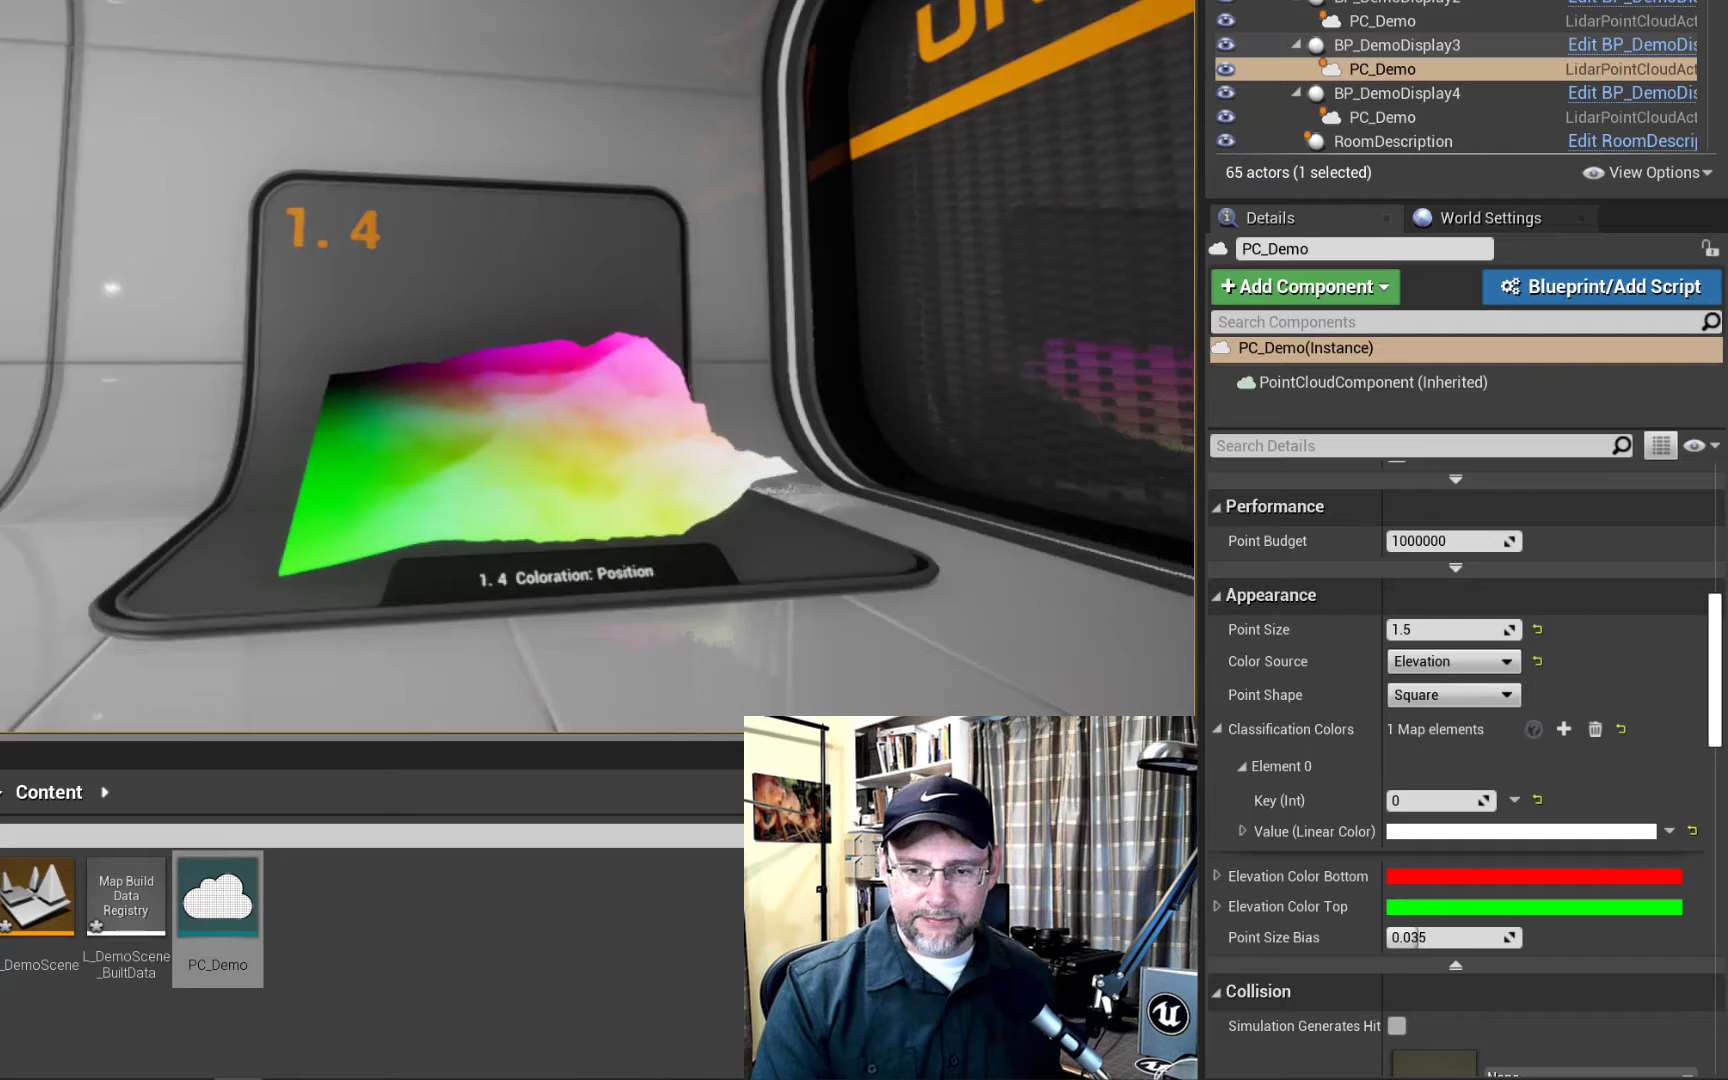 BP_DemoDisplay2
PC_Demo LidarPointCloudAct
BP_DemoDisplay3 Edit BP_DemoDis
PC_Demo LidarPointCloudAct
BP_DemoDisplay4 Edit BP_DemoDis
PC_Demo LidarPointCloudAct
RoomDescription Edit RoomDescrip
65 actors (1 selected) View Options
Details World Settings
PC_Demo
+ Add Component Blueprint/Add Script
Search Components
PC_Demo(Instance)
PointCloudComponent (Inherited)
Search Details
Performance
Point Budget 1000000
Appearance
Point Size 1.5
Color Source Elevation
Point Shape Square
Classification Colors 1 Map elements
Element 0
Key (Int) 0
Value (Linear Color)
Elevation Color Bottom
Elevation Color Top
Point Size Bias 0.035
Collision
Simulation Generates Hit
1. 4
1. 4 Coloration: Position
Content
Map Build
Data
Registry
_DemoScene
L_DemoScene
_BuiltData
PC_Demo